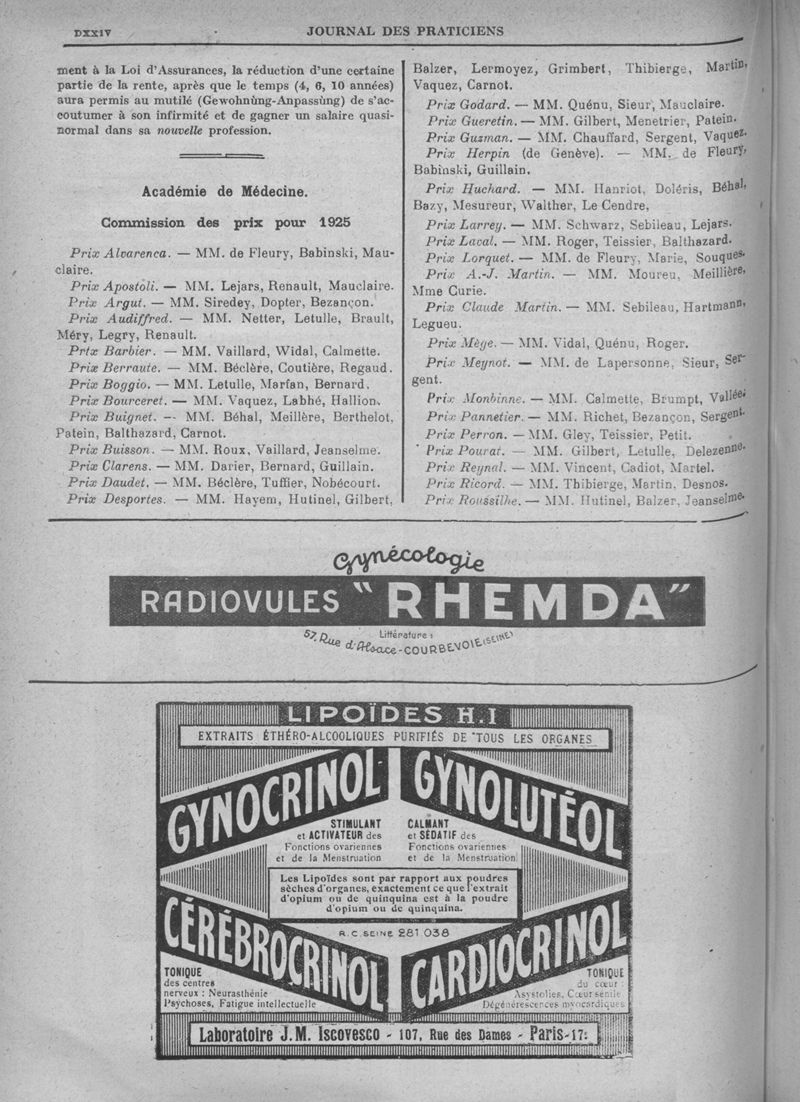 DXXIV
JOURNAL DES PRATICIENS
ment à la Loi d'Assurances, la réduction d'une certaine
partie de la rente, après que le temps (4, 6, 10 années)
aura permis au mutilé (Gewohnùng-Anpassùng) de s'ac-
coutumer à son infirmité et de gagner un salaire quasi-
normal dans sa nouvelle profession.
Académie de Médecine.
Commission des prix pour 1925
Prix Alvarenca. — MM. de Fleury, Babinski, Mau-
claire.
Prix Apostòli. — MM. Lejars, Renault, Mauclaire.
Prix Argut. — MM. Siredey, Dopter, Bezançon.
Prix Audiffred. — MM. Netter, Letulle, Brault,
Méry, Legry, Renault.
Prtx Barbier. — MM. Vaillard, Widal, Calmette.
Prix Berraute. — MM. Béclère, Coutière, Regaud.
Prix Boggio. — MM. Letulle, Marfan, Bernard.
Prix Bourceret. — MM. Vaquez, Labhé, Hallion.
Prix Buignet. — MM. Béhal, Meillère, Berthelot,
Patein, Balthazard, Carnot.
Prix Buisson. — MM. Roux, Vaillard, Jeanselme.
Prix Clarens. — MM. Darier, Bernard, Guillain.
Prix Daudet. — MM. Béclère, Tuffier, Nobécourt.
Prix Desportes. — MM. Hayem, Hutinel, Gilbert,
Balzer, Lermoyez, Grimbert, Thibierge, Martin,
Vaquez, Carnot.
Prix Godard. — MM. Quénu, Sieur, Mauclaire.
Prix Gueretin. — MM. Gilbert, Menetrier, Patein.
Prix Guzman. — MM. Chauffard, Sergent, Vaquez.
Prix Herpin (de Genève). — MM. de Fleury,
Babinski, Guillain.
Prix Huchard. — MM. Hanriot, Doléris, Béhal,
Bazy, Mesureur, Walther, Le Cendre,
Prix Larrey. — MM. Schwarz, Sebileau, Lejars.
Prix Laval. — MM. Roger, Teissier, Balthazard.
Prix Lorquet. — MM. de Fleury, Marie, Souques.
Prix A.-J. Martin. — MM. Moureu, Meillière,
Mme Curie.
Prix Claude Martin. — MM. Sebileau, Hartmann,
Legueu.
Prix Mège. — MM. Vidal, Quénu, Roger.
Prix Meynot. — MM. de Lapersonne, Sieur, Ser-
gent.
Prix Monbinne. — MM. Calmette, Brumpt, Vallée.
Prix Pannetier. — MM. Richet, Bezançon, Sergent.
Prix Perron. — MM. Gley, Teissier, Petit.
Prix Pourat. — MM. Gilbert, Letulle, Delezenne.
Prix Reynal. — MM. Vincent, Cadiot, Martel.
Prix Ricord. — MM. Thibierge, Martin, Desnos.
Prix Roussilhe. — MM. Hutinel, Balzer, Jeanselme.
Gynécologie
RADIOVULES "RHEMDA"
Littérature :
57, Rue d'Alsace - COURBEVOIE (SEINE)
LIPOÏDES H.I
EXTRAITS ÉTHÉRO-ALCOOLIQUES PURIFIÉS DE TOUS LES ORGANES
GYNOCRINOL
GYNOLUTÉOL
STIMULANT
et ACTIVATEUR des
Fonctions ovariennes
et de la Menstruation
CALMANT
et SÉDATIF des
Fonctions ovariennes
et de la Menstruation
Les Lipoïdes sont par rapport aux poudres
sèches d'organes, exactement ce que l'extrait
d'opium ou de quinquina est à la poudre
d'opium ou de quinquina.
R.C. SEINE 281 038
CÉRÉBROCRINOL
CARDIOCRINOL
TONIQUE
des centres
nerveux : Neurasthénie
Psychoses, Fatigue intellectuelle
TONIQUE
du cœur :
Asystolies, Cœur sénile
Dégénérescences myocardiques
Laboratoire J.M. ISCOVESCO - 107, Rue des Dames - PARIS-17e